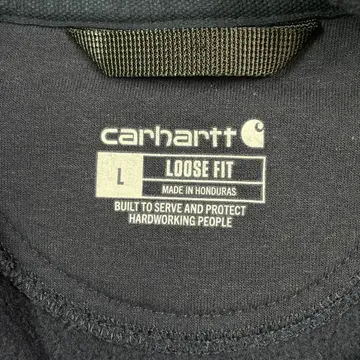 carhartt
L LOOSE FIT
MADE IN HONDURAS
BUILT TO SERVE AND PROTECT
HARDWORKING PEOPLE